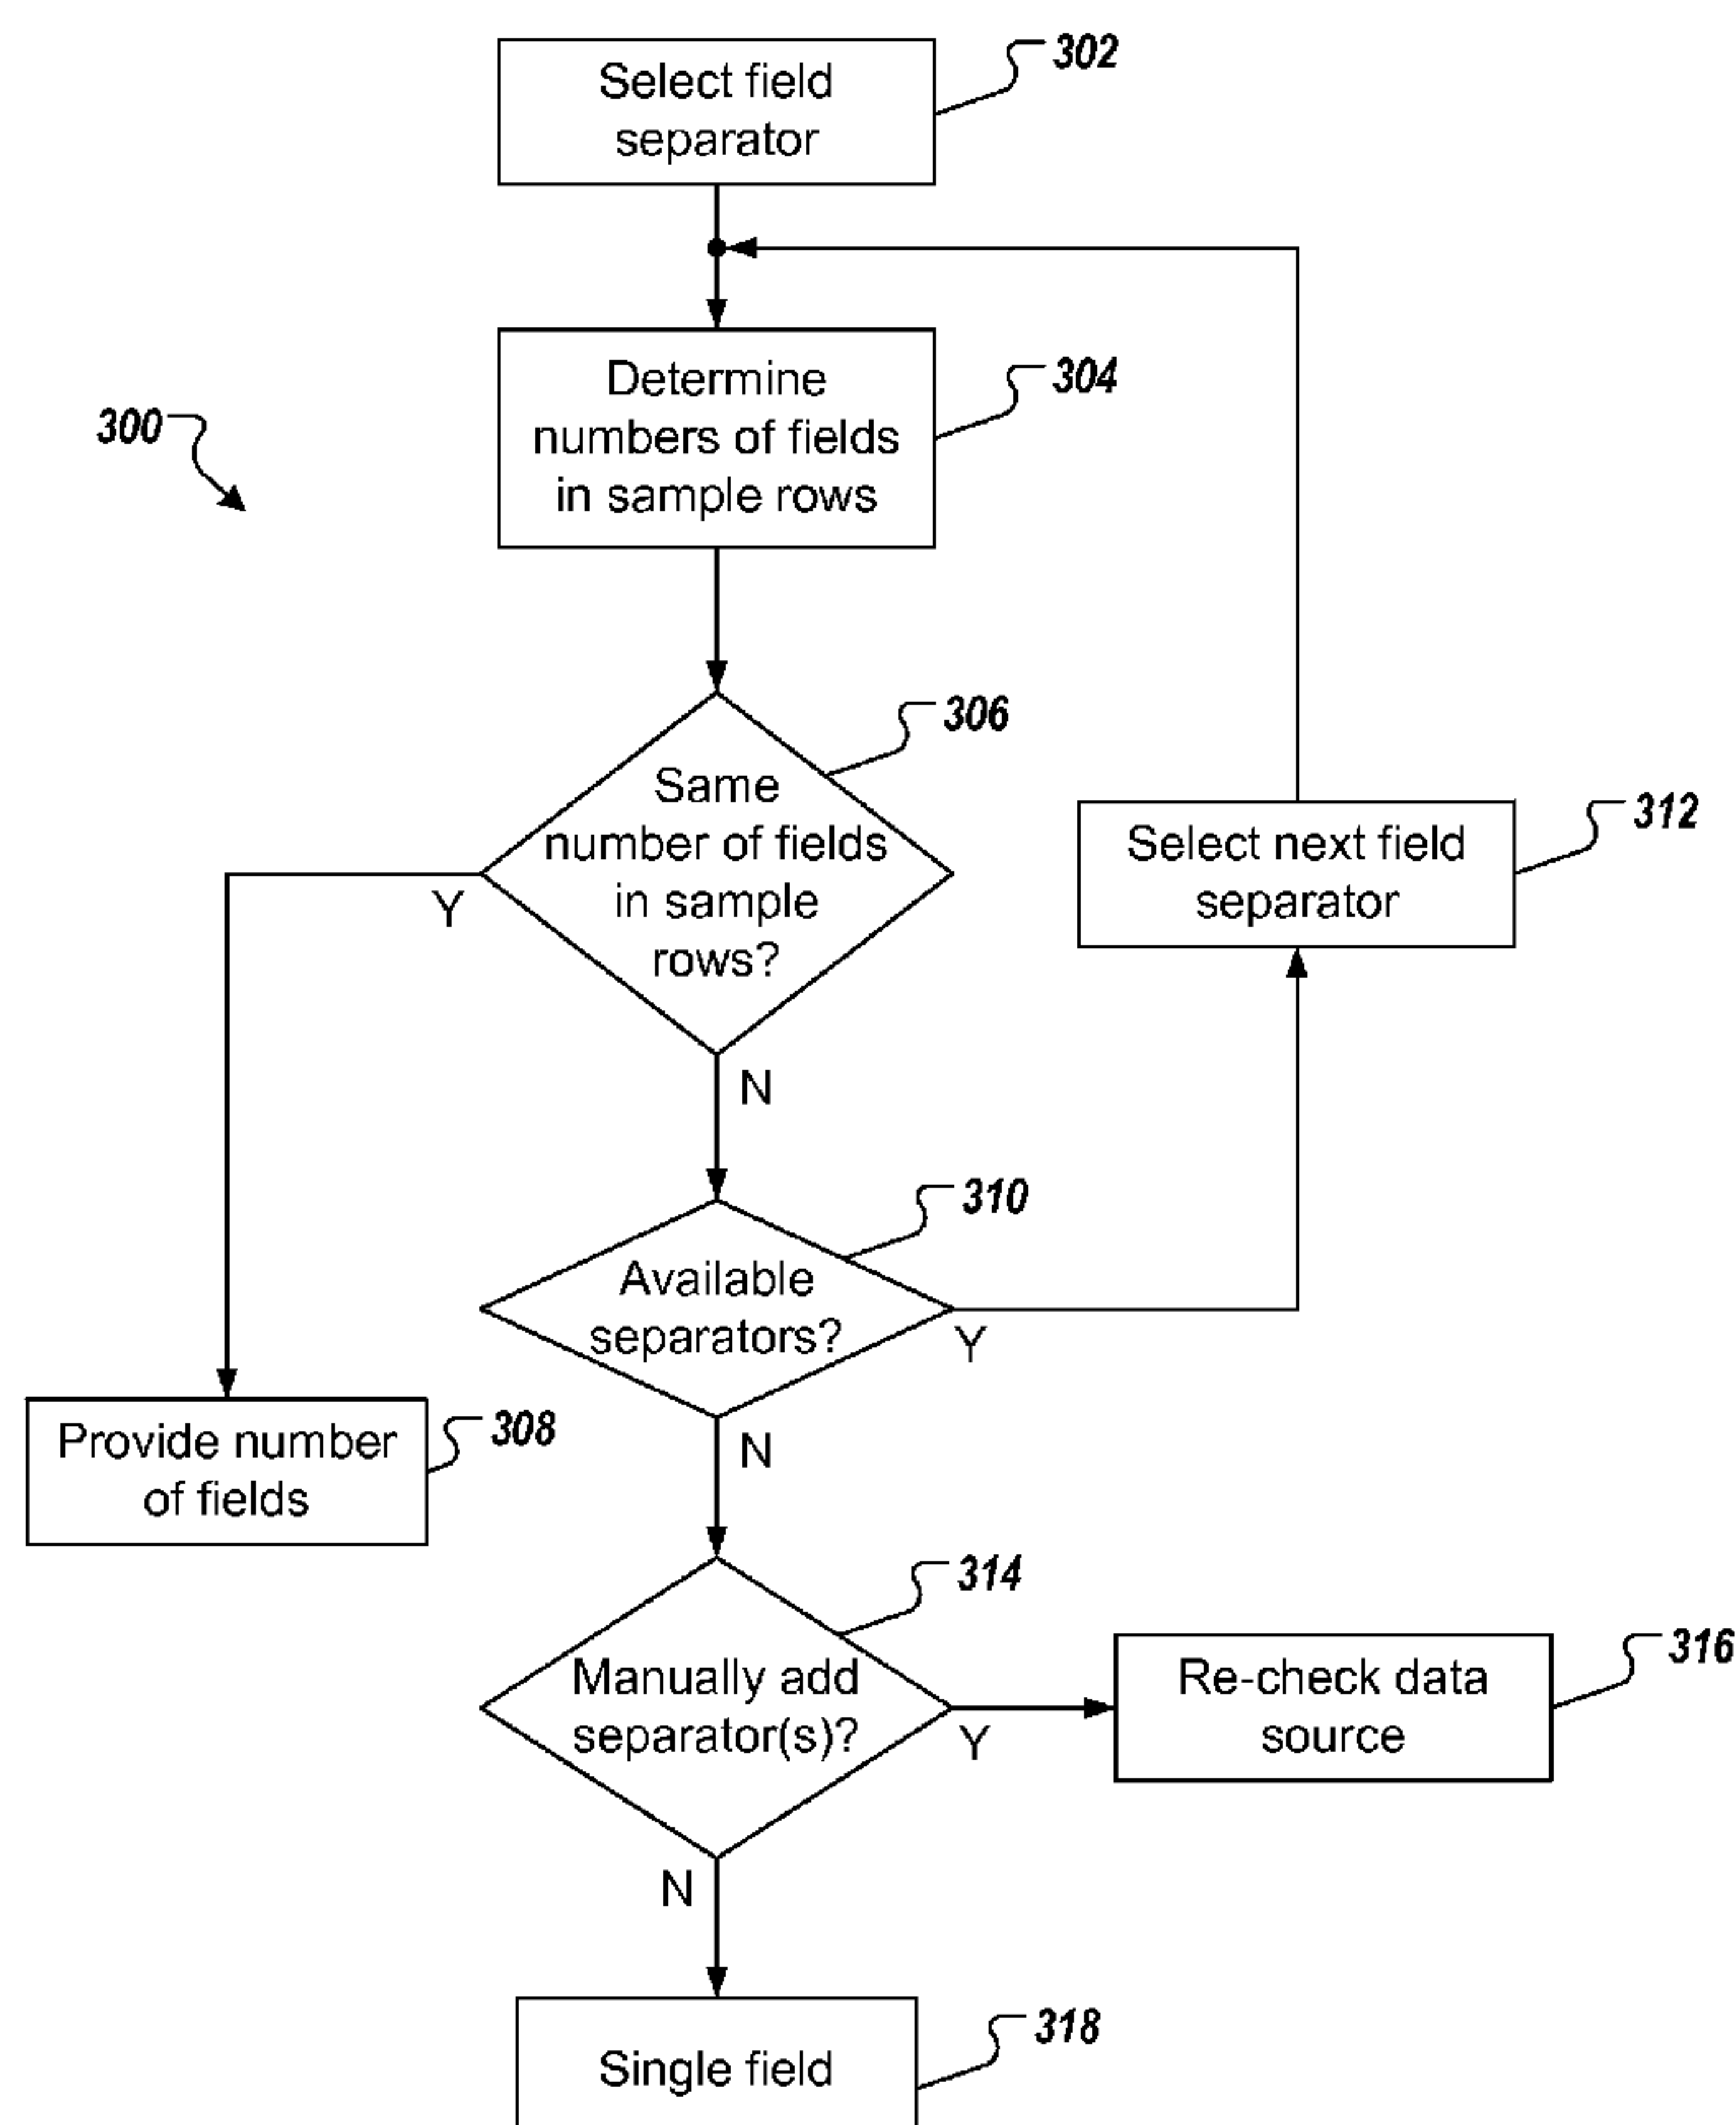 Select field
separator
302
Determine
numbers of fields
in sample rows
304
300
Same
number of fields
in sample
rows?
306
Y
N
Select next field
separator
312
Available
separators?
310
Y
N
Provide number
of fields
308
Manually add
separator(s)?
314
Y
N
Re-check data
source
316
Single field
318